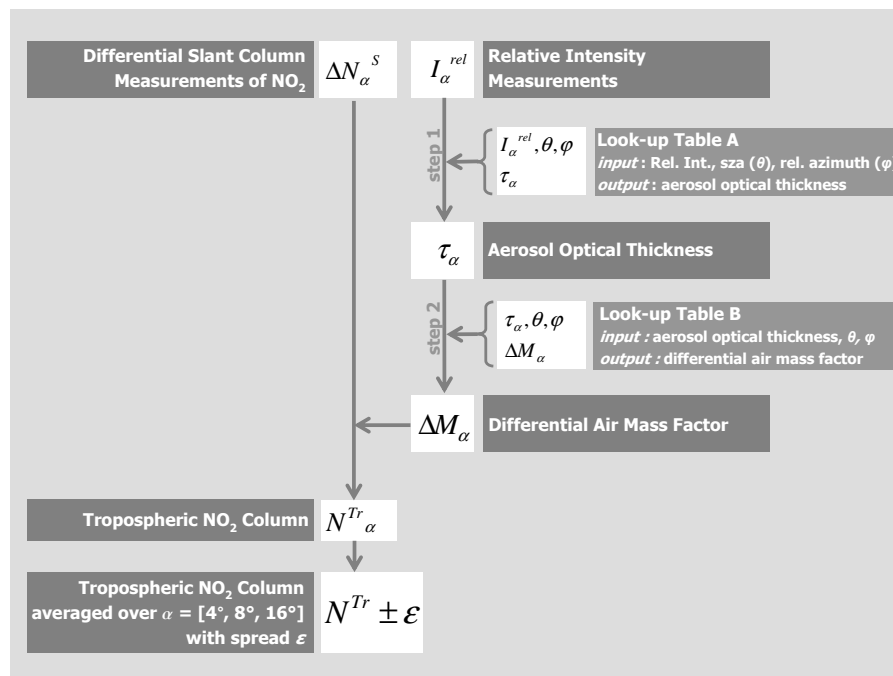 Differential Slant Column
Measurements of NO₂
ΔN_α^S
I_α^rel
Relative Intensity
Measurements
step 1
I_α^rel, θ, φ
τ_α
Look-up Table A
input : Rel. Int., sza (θ), rel. azimuth (φ
output : aerosol optical thickness
τ_α
Aerosol Optical Thickness
step 2
τ_α, θ, φ
ΔM_α
Look-up Table B
input : aerosol optical thickness, θ, φ
output : differential air mass factor
ΔM_α
Differential Air Mass Factor
Tropospheric NO₂ Column
N^Tr_α
Tropospheric NO₂ Column
averaged over α = [4°, 8°, 16°]
with spread ε
N^Tr ± ε